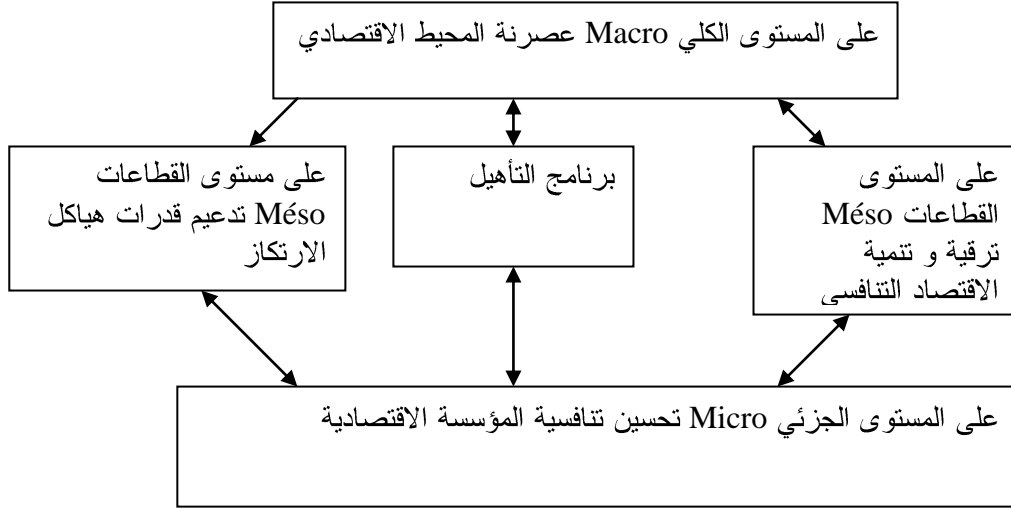 على المستوى الكلي Macro عصرنة المحيط الاقتصادي
على المستوى
القطاعات Méso
ترقية و تنمية
الاقتصاد التنافسي
برنامج التأهيل
على مستوى القطاعات
Méso تدعيم قدرات هياكل
الارتكاز
على المستوى الجزئي Micro تحسين تنافسية المؤسسة الاقتصادية